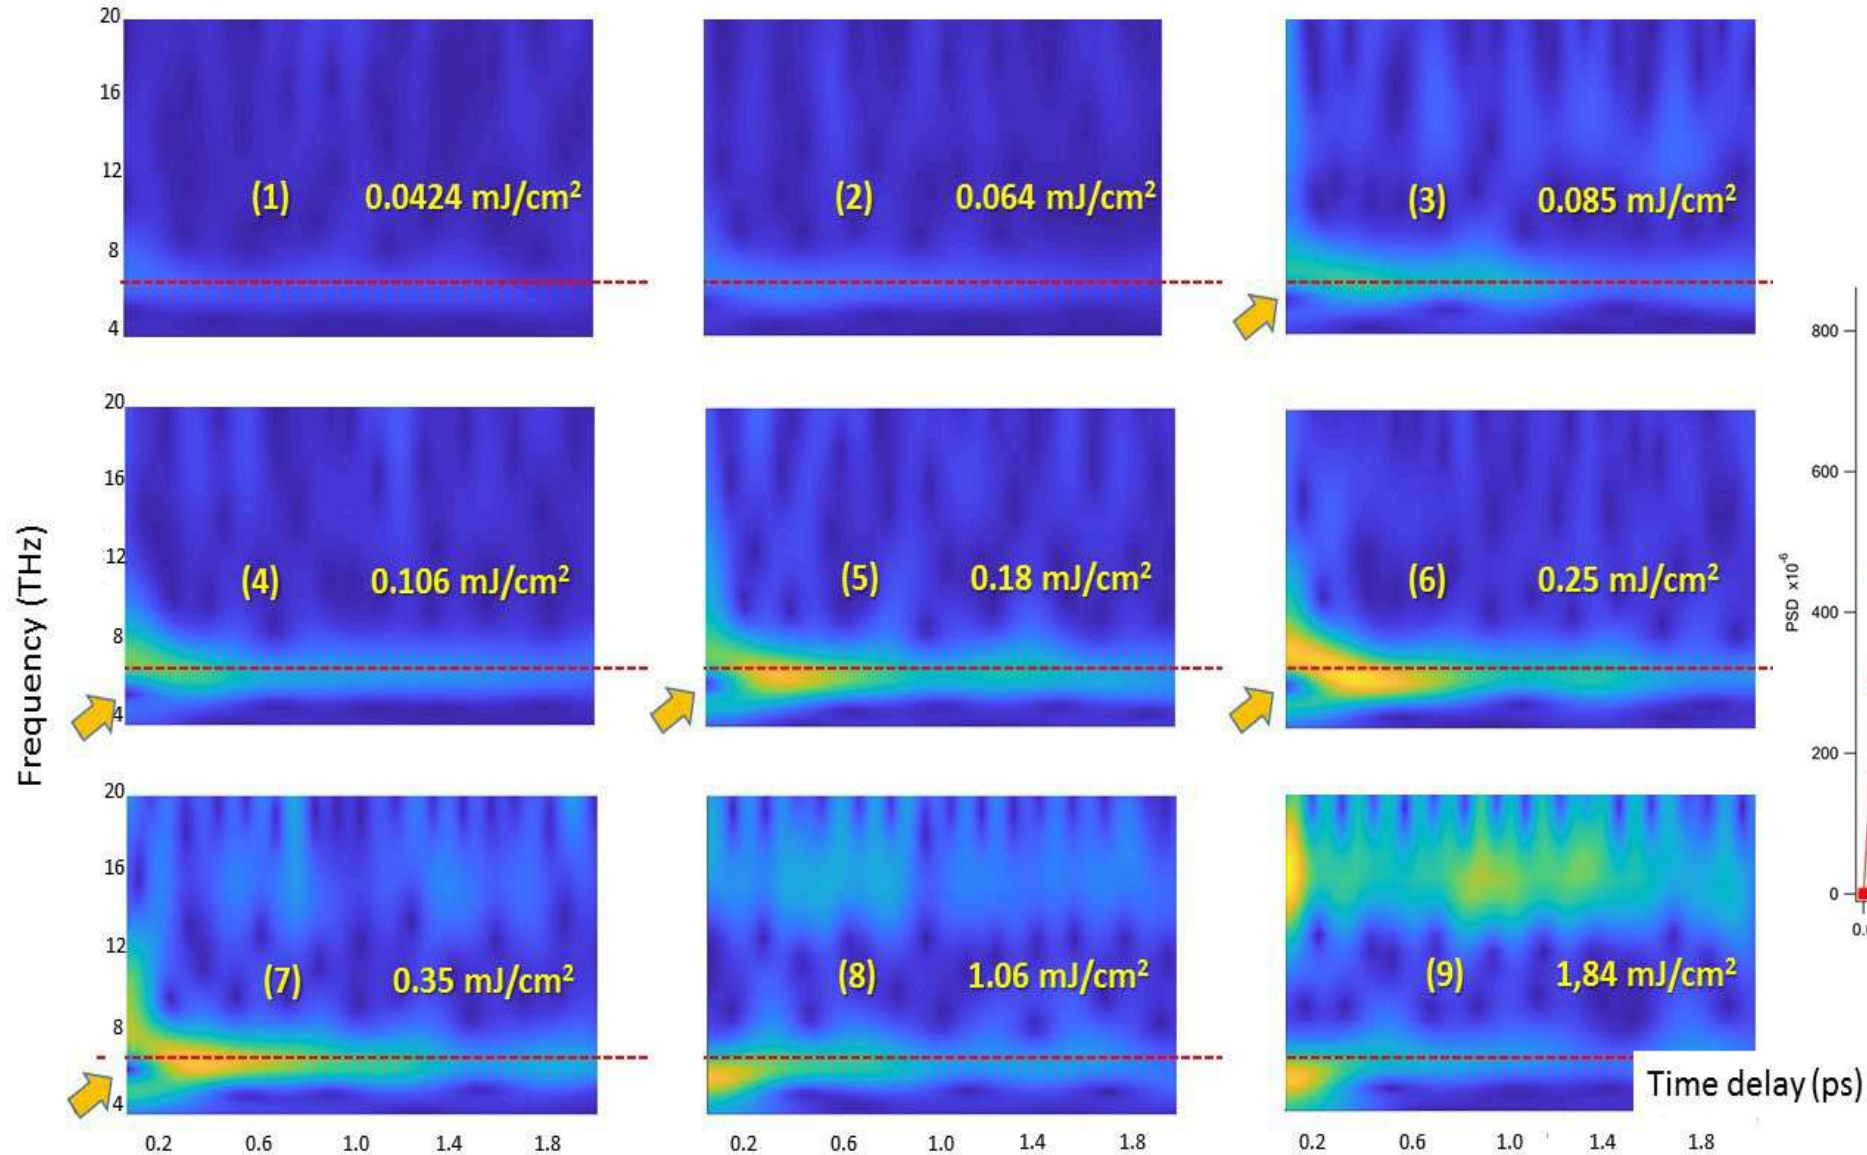 20
16
12
8
4
(1) 0.0424 mJ/cm²
(2) 0.064 mJ/cm²
(3) 0.085 mJ/cm²
20
16
12
8
4
(4) 0.106 mJ/cm²
(5) 0.18 mJ/cm²
(6) 0.25 mJ/cm²
Frequency (THz)
20
16
12
8
4
(7) 0.35 mJ/cm²
(8) 1.06 mJ/cm²
(9) 1,84 mJ/cm²
Time delay (ps)
0.2 0.6 1.0 1.4 1.8
0.2 0.6 1.0 1.4 1.8
0.2 0.6 1.0 1.4 1.8
800
600
400
200
0
PSD x10⁻⁶